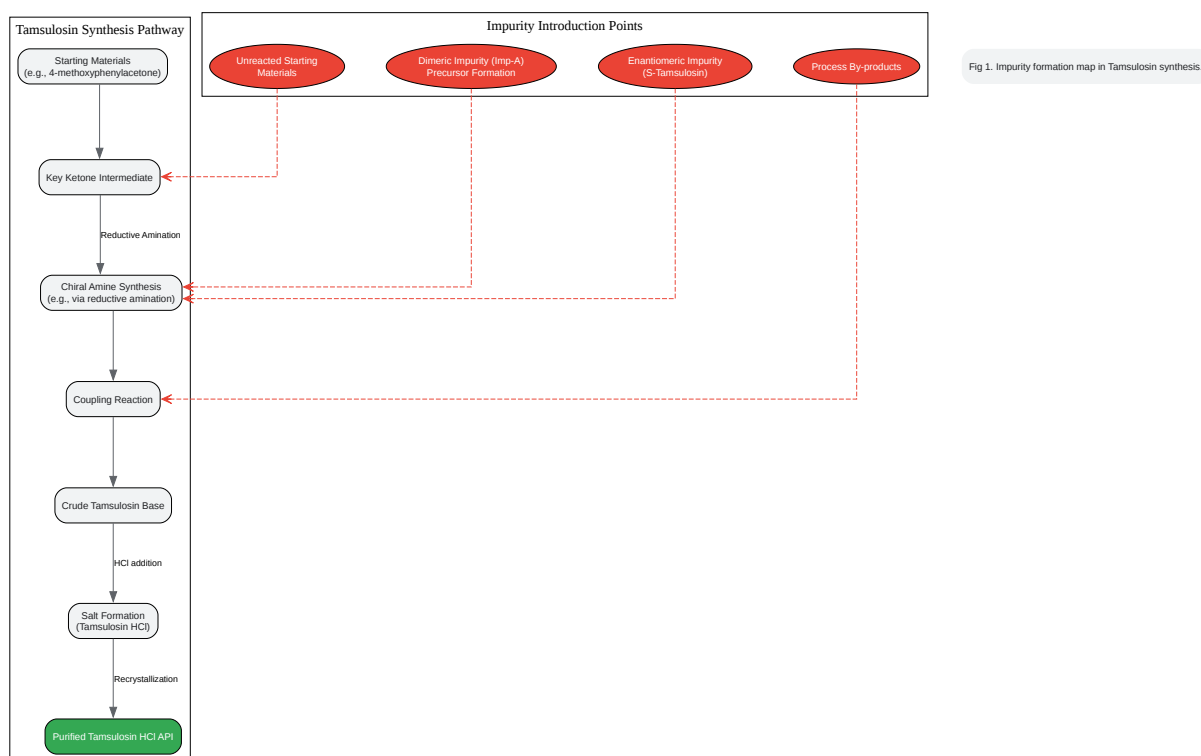 Tamsulosin Synthesis Pathway
Impurity Introduction Points
Starting Materials
(e.g., 4-methoxyphenylacetone)
Unreacted Starting
Materials
Dimeric Impurity (Imp-A)
Precursor Formation
Enantiomeric Impurity
(S-Tamsulosin)
Process By-products
Fig 1. Impurity formation map in Tamsulosin synthesis.
Key Ketone Intermediate
Reductive Amination
Chiral Amine Synthesis
(e.g., via reductive amination)
Coupling Reaction
Crude Tamsulosin Base
HCl addition
Salt Formation
(Tamsulosin HCl)
Recrystallization
Purified Tamsulosin HCl API